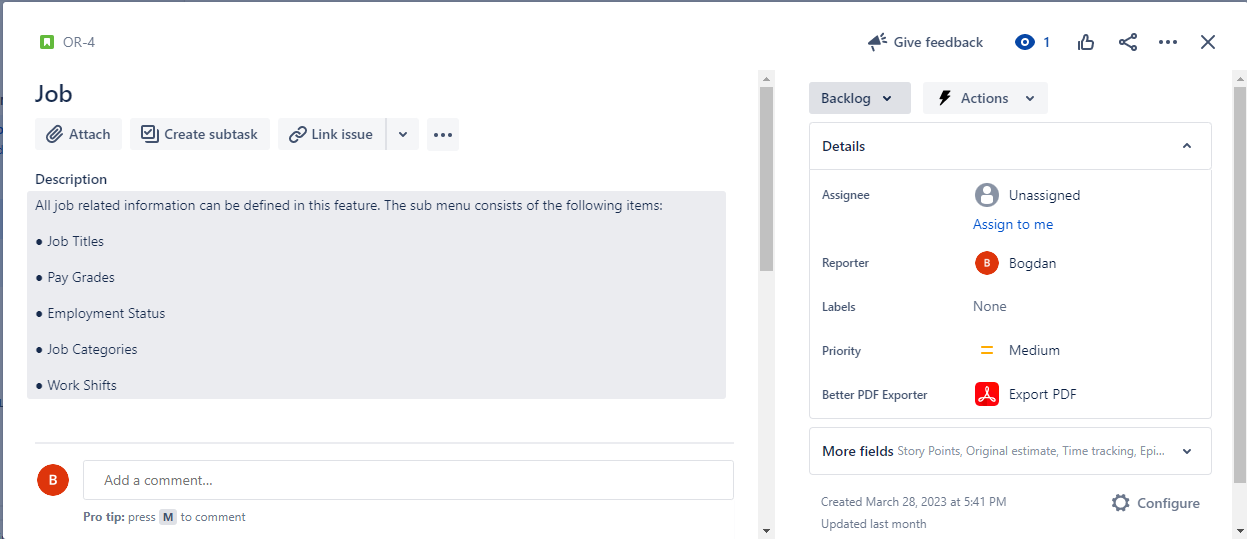 OR-4
Give feedback
1
Job
Attach
Create subtask
Link issue
Description
All job related information can be defined in this feature. The sub menu consists of the following items:
● Job Titles
● Pay Grades
● Employment Status
● Job Categories
● Work Shifts
B
Add a comment...
Pro tip: press M to comment
Backlog
Actions
Details
Assignee
Unassigned
Assign to me
Reporter
B
Bogdan
Labels
None
Priority
Medium
Better PDF Exporter
Export PDF
More fields Story Points, Original estimate, Time tracking, Epi...
Created March 28, 2023 at 5:41 PM
Configure
Updated last month